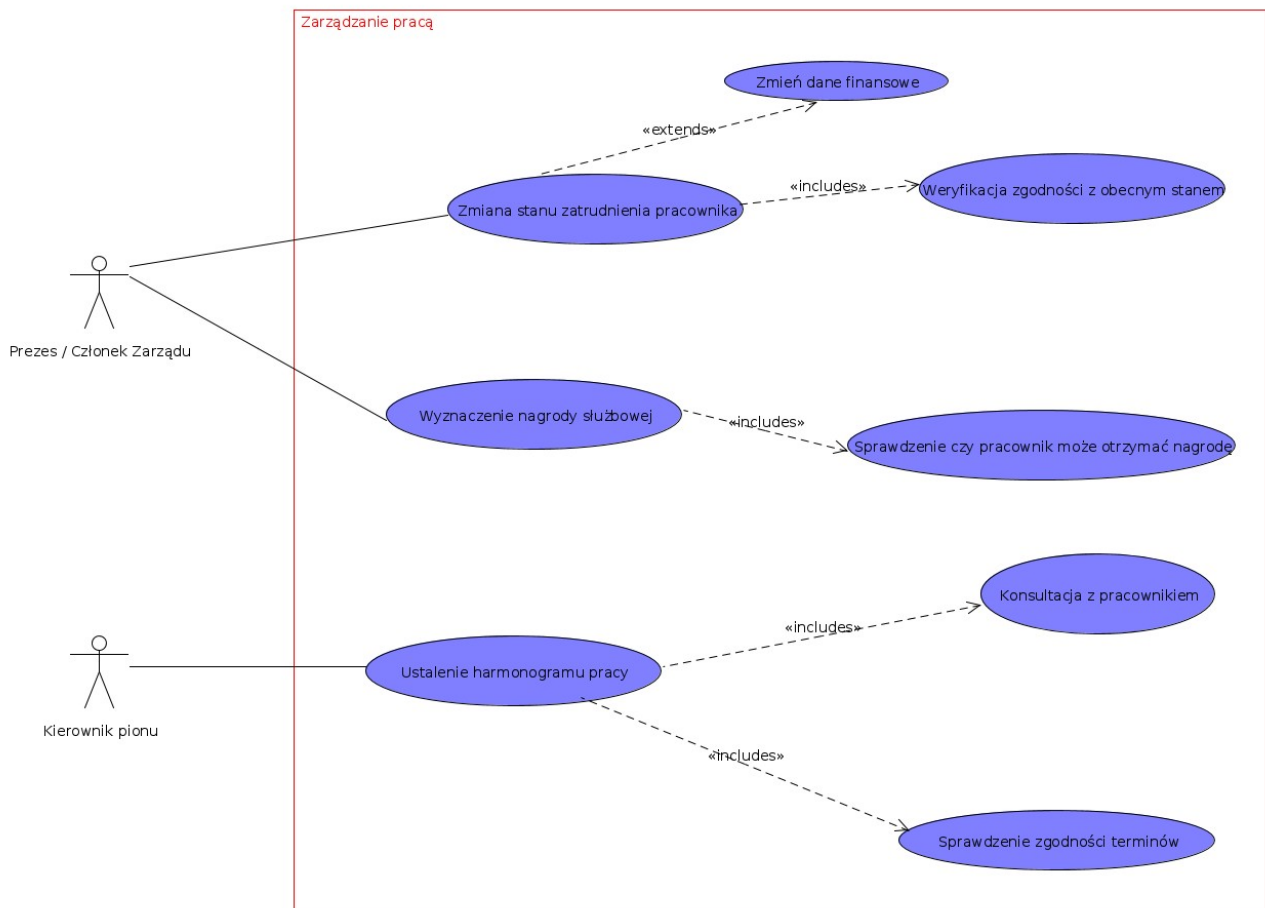 Zarządzanie pracą
Zmień dane finansowe
«extends»
«includes»
Weryfikacja zgodności z obecnym stanem
Zmiana stanu zatrudnienia pracownika
Prezes / Członek Zarządu
Wyznaczenie nagrody służbowej
«includes»
Sprawdzenie czy pracownik może otrzymać nagrodę
Konsultacja z pracownikiem
«includes»
Ustalenie harmonogramu pracy
Kierownik pionu
«includes»
Sprawdzenie zgodności terminów